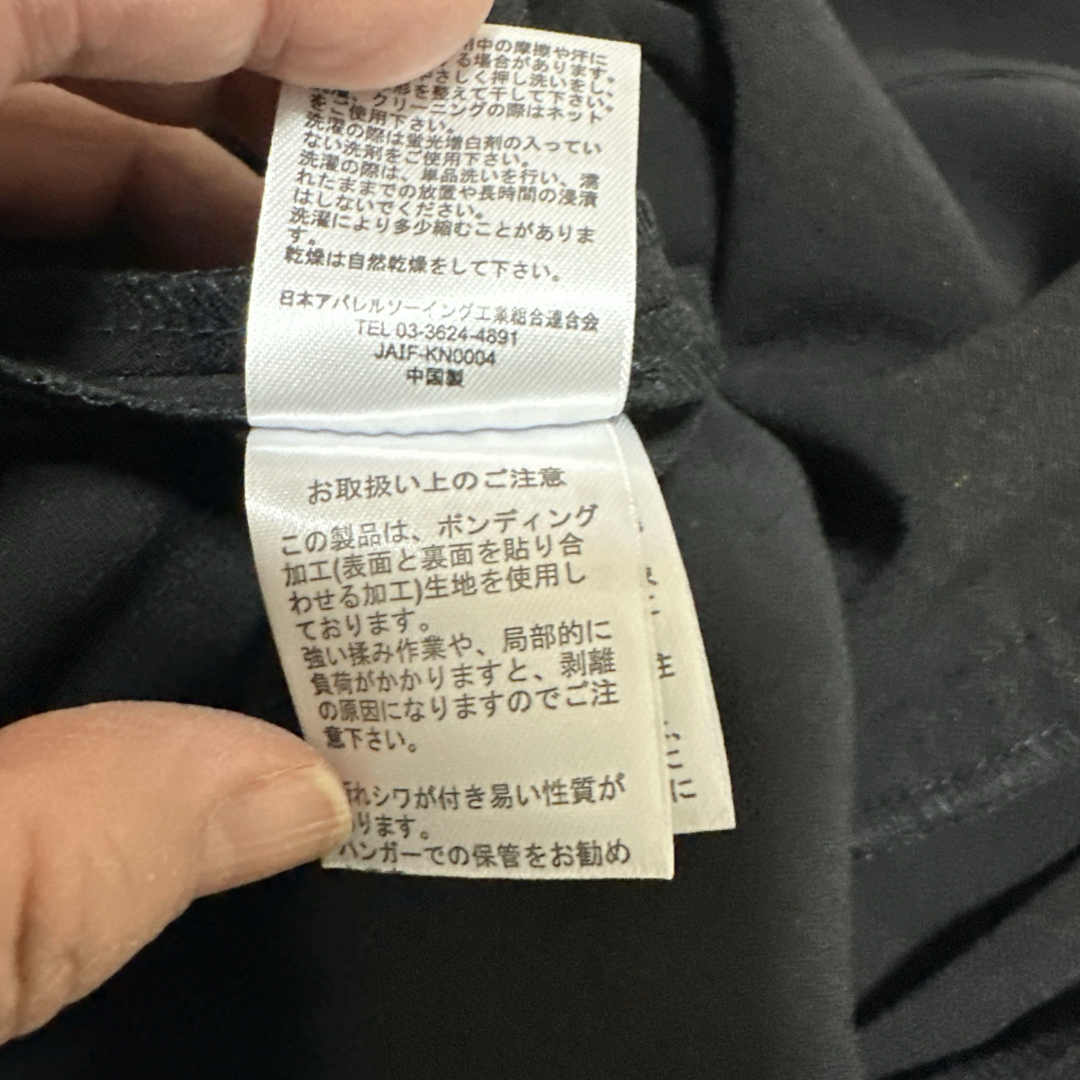 中の摩擦や汗に
る場合があります。
やさしく押し洗いをし、
形を整えて干して下さい。
クリーニングの際はネット
をご使用下さい。
洗濯の際は蛍光増白剤の入ってい
ない洗剤をご使用下さい。
洗濯の際は、単品洗いを行い、濡
れたままでの放置や長時間の浸漬
はしないでください。
洗濯により多少縮むことがありま
す。
乾燥は自然乾燥をして下さい。
日本アパレルソーイング工業組合連合会
TEL 03-3624-4891
JAIF-KN0004
中国製
お取扱い上のご注意
この製品は、ボンディング
加工(表面と裏面を貼り合
わせる加工)生地を使用し
ております。
強い揉み作業や、局部的に
負荷がかかりますと、剥離
の原因になりますのでご注
意下さい。
れシワが付き易い性質が
ります。
ハンガーでの保管をお勧め